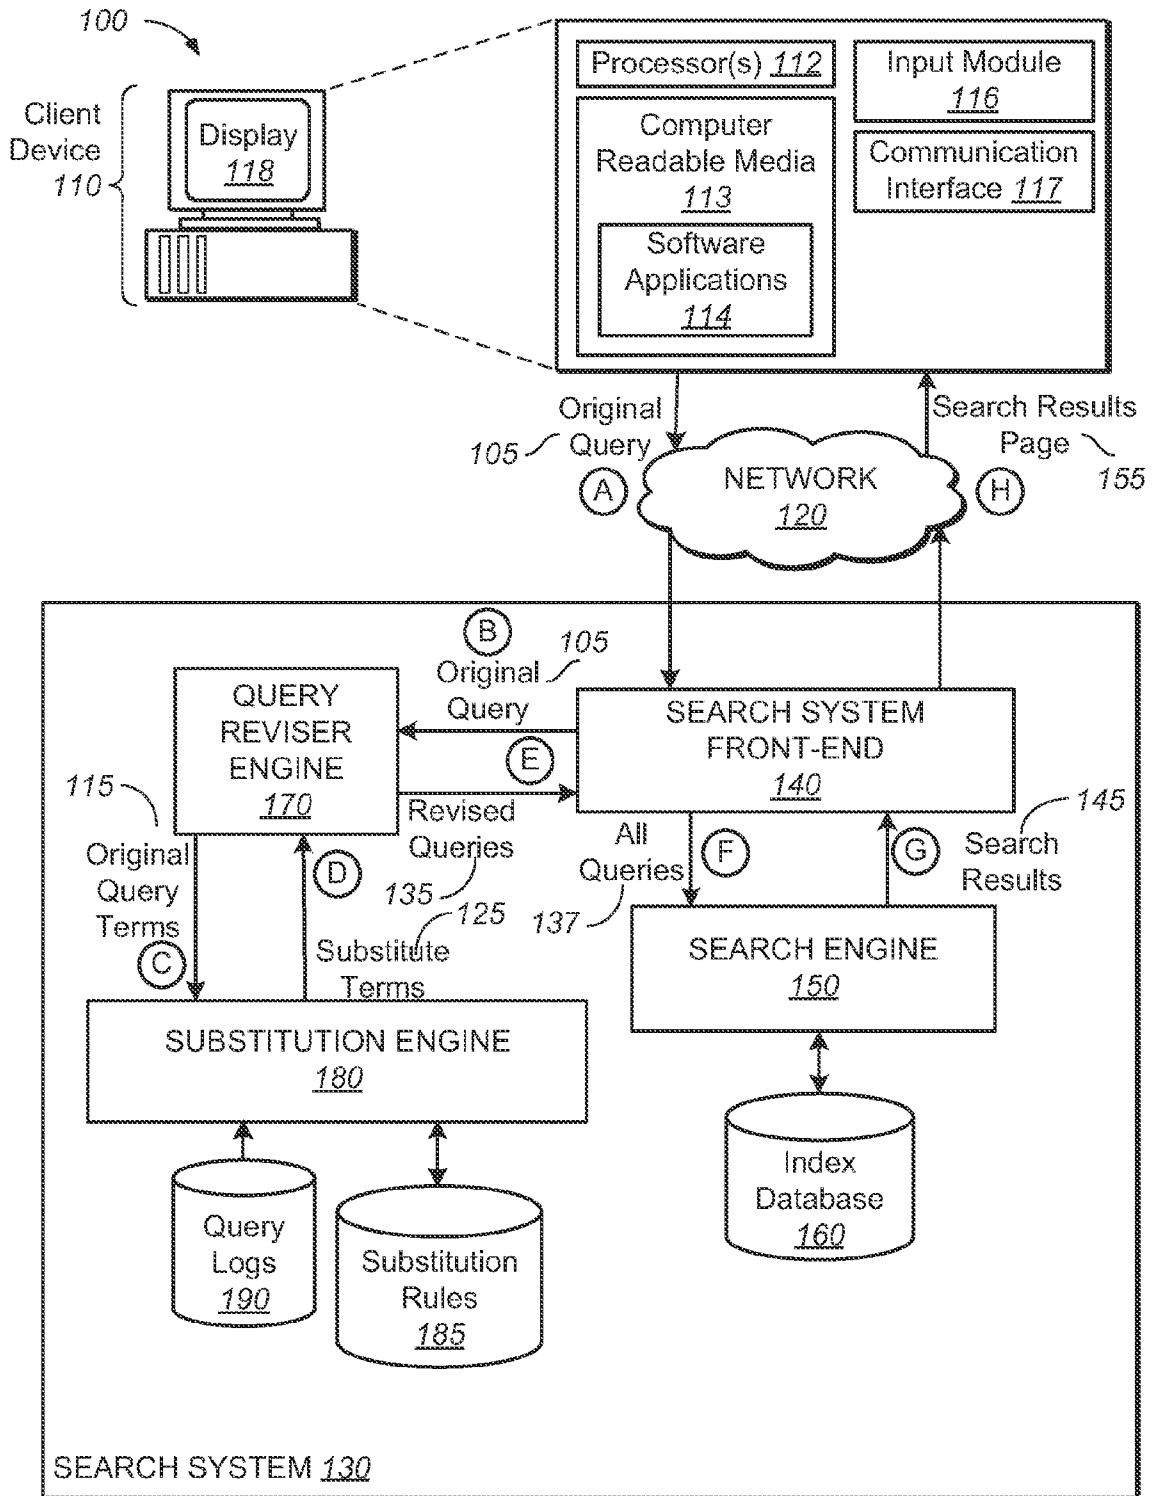 100
Client
Device
110
Display
118
Processor(s) 112
Computer
Readable Media
113
Software
Applications
114
Input Module
116
Communication
Interface 117
Original
Query
105
A
NETWORK
120
Search Results
Page
155
H
B
105
Original
Query
QUERY
REVISER
ENGINE
170
E
SEARCH SYSTEM
FRONT-END
140
115
Original
Query
Terms
C
D
Revised
Queries
135
125
Substitute
Terms
All
Queries
137
F
G
145
Search
Results
SEARCH ENGINE
150
SUBSTITUTION ENGINE
180
Query
Logs
190
Substitution
Rules
185
Index
Database
160
SEARCH SYSTEM 130